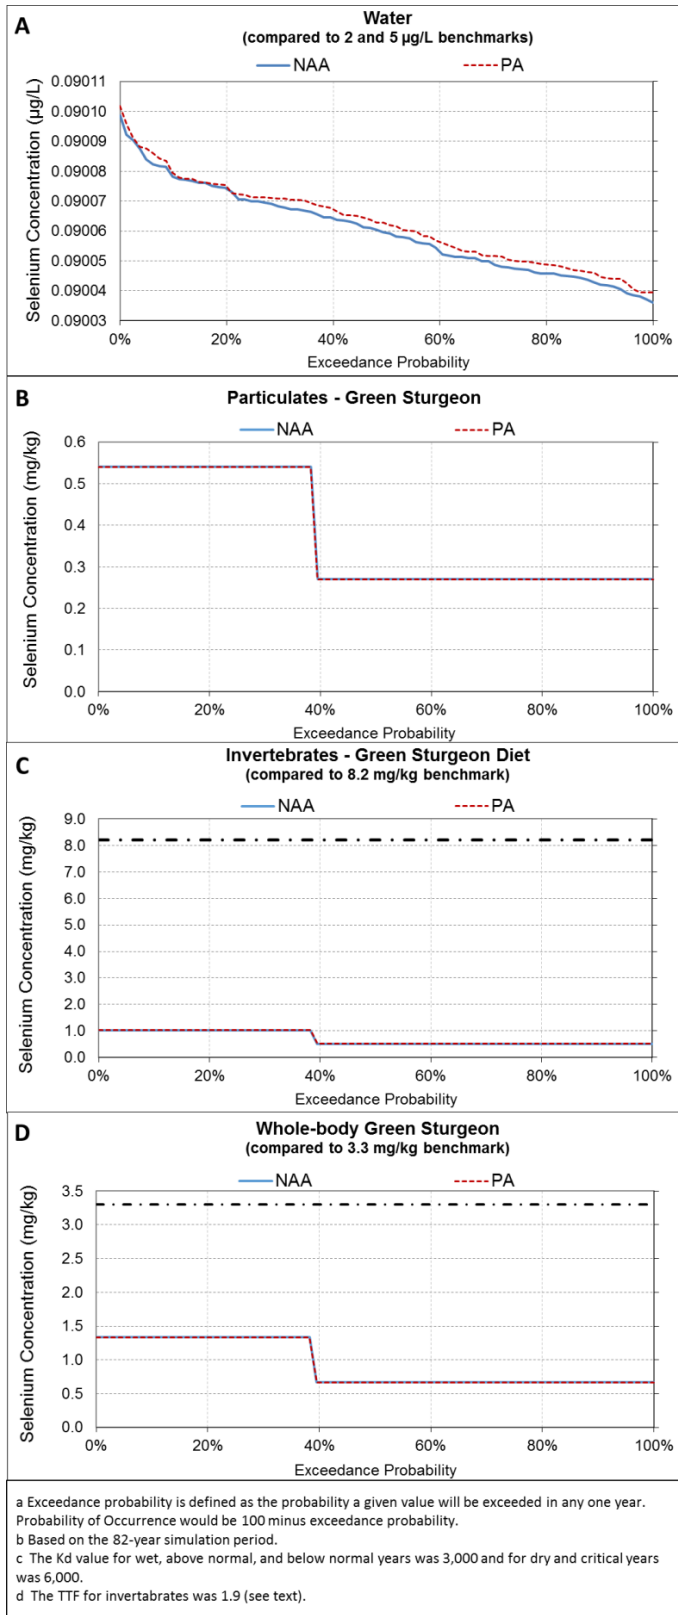 A
Water
(compared to 2 and 5 µg/L benchmarks)
NAA PA
Selenium Concentration (µg/L)
0.09011
0.09010
0.09009
0.09008
0.09007
0.09006
0.09005
0.09004
0.09003
0% 20% 40% 60% 80% 100%
Exceedance Probability
B
Particulates - Green Sturgeon
NAA PA
Selenium Concentration (mg/kg)
0.6
0.5
0.4
0.3
0.2
0.1
0.0
0% 20% 40% 60% 80% 100%
Exceedance Probability
C
Invertebrates - Green Sturgeon Diet
(compared to 8.2 mg/kg benchmark)
NAA PA
Selenium Concentration (mg/kg)
9.0
8.0
7.0
6.0
5.0
4.0
3.0
2.0
1.0
0.0
0% 20% 40% 60% 80% 100%
Exceedance Probability
D
Whole-body Green Sturgeon
(compared to 3.3 mg/kg benchmark)
NAA PA
Selenium Concentration (mg/kg)
3.5
3.0
2.5
2.0
1.5
1.0
0.5
0.0
0% 20% 40% 60% 80% 100%
Exceedance Probability
a Exceedance probability is defined as the probability a given value will be exceeded in any one year.
Probability of Occurrence would be 100 minus exceedance probability.
b Based on the 82-year simulation period.
c The Kd value for wet, above normal, and below normal years was 3,000 and for dry and critical years
was 6,000.
d The TTF for invertabrates was 1.9 (see text).